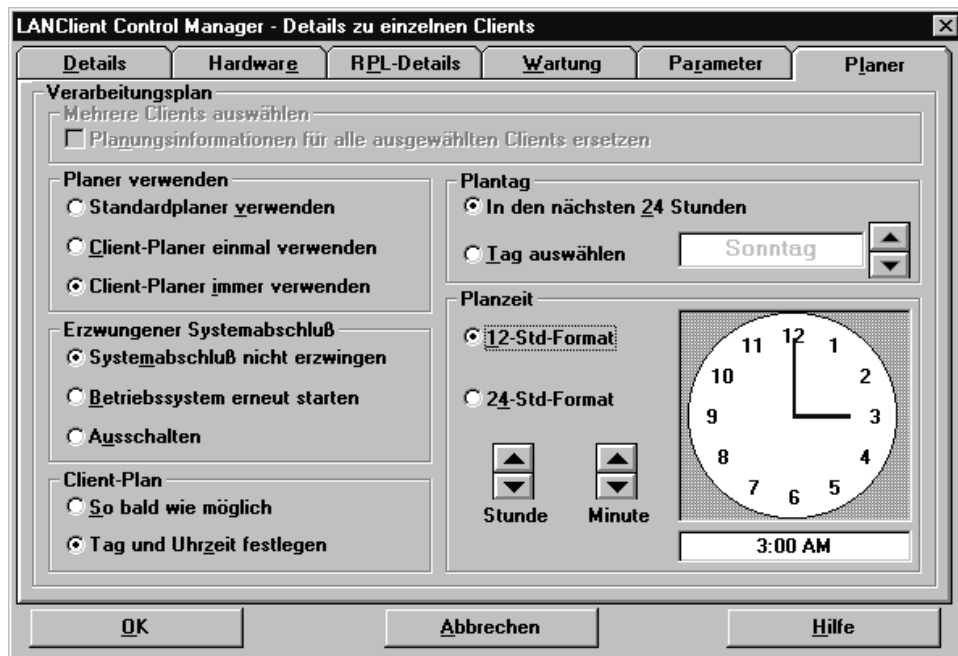 LANClient Control Manager - Details zu einzelnen Clients
Details Hardware RPL-Details Wartung Parameter Planer
Verarbeitungsplan
Mehrere Clients auswählen
Planungsinformationen für alle ausgewählten Clients ersetzen
Planer verwenden
Standardplaner verwenden
Client-Planer einmal verwenden
Client-Planer immer verwenden
Erzwungener Systemabschluß
Systemabschluß nicht erzwingen
Betriebssystem erneut starten
Ausschalten
Client-Plan
So bald wie möglich
Tag und Uhrzeit festlegen
Plantag
In den nächsten 24 Stunden
Tag auswählen Sonntag
Planzeit
12-Std-Format
24-Std-Format
Stunde Minute
12
11 1
10 2
9 3
8 4
7 5
6
3:00 AM
OK Abbrechen Hilfe